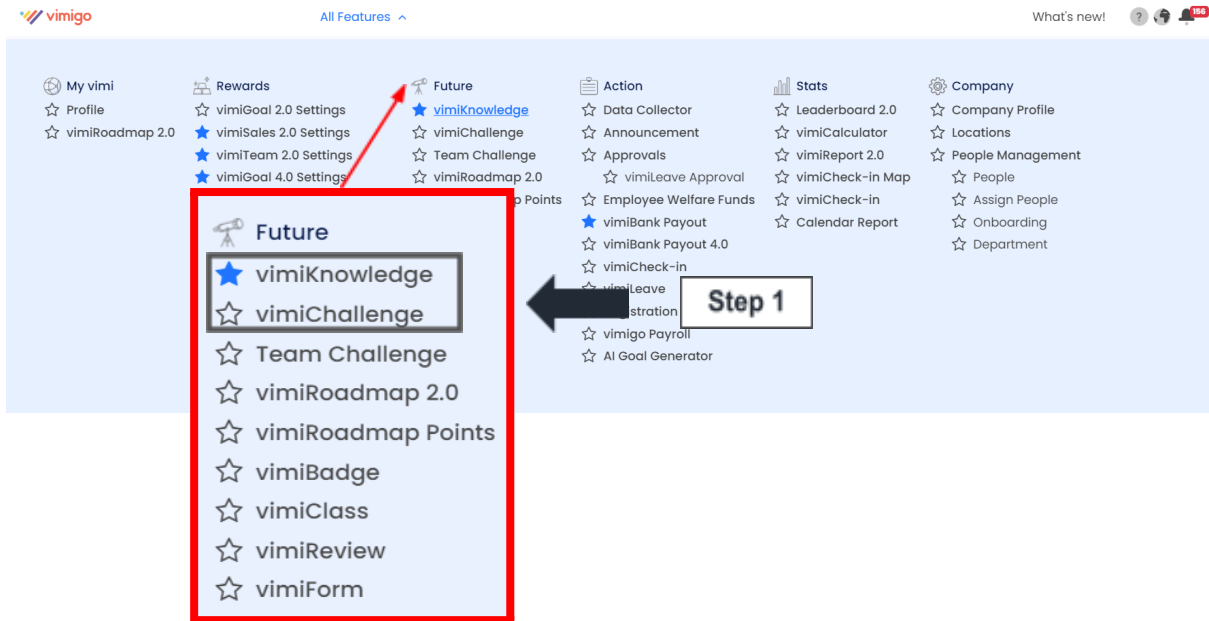 vimigo
All Features
What's new!
?
156
My vimi
Profile
vimiRoadmap 2.0
Rewards
vimiGoal 2.0 Settings
vimiSales 2.0 Settings
vimiTeam 2.0 Settings
vimiGoal 4.0 Settings
Future
vimiKnowledge
vimiChallenge
Team Challenge
vimiRoadmap 2.0
Points
Action
Data Collector
Announcement
Approvals
vimiLeave Approval
Employee Welfare Funds
vimiBank Payout
vimiBank Payout 4.0
vimiCheck-in
vimiLeave
vimigo Payroll
AI Goal Generator
Stats
Leaderboard 2.0
vimiCalculator
vimiReport 2.0
vimiCheck-in Map
vimiCheck-in
Calendar Report
Company
Company Profile
Locations
People Management
People
Assign People
Onboarding
Department
Future
vimiKnowledge
vimiChallenge
Team Challenge
vimiRoadmap 2.0
vimiRoadmap Points
vimiBadge
vimiClass
vimiReview
vimiForm
Step 1